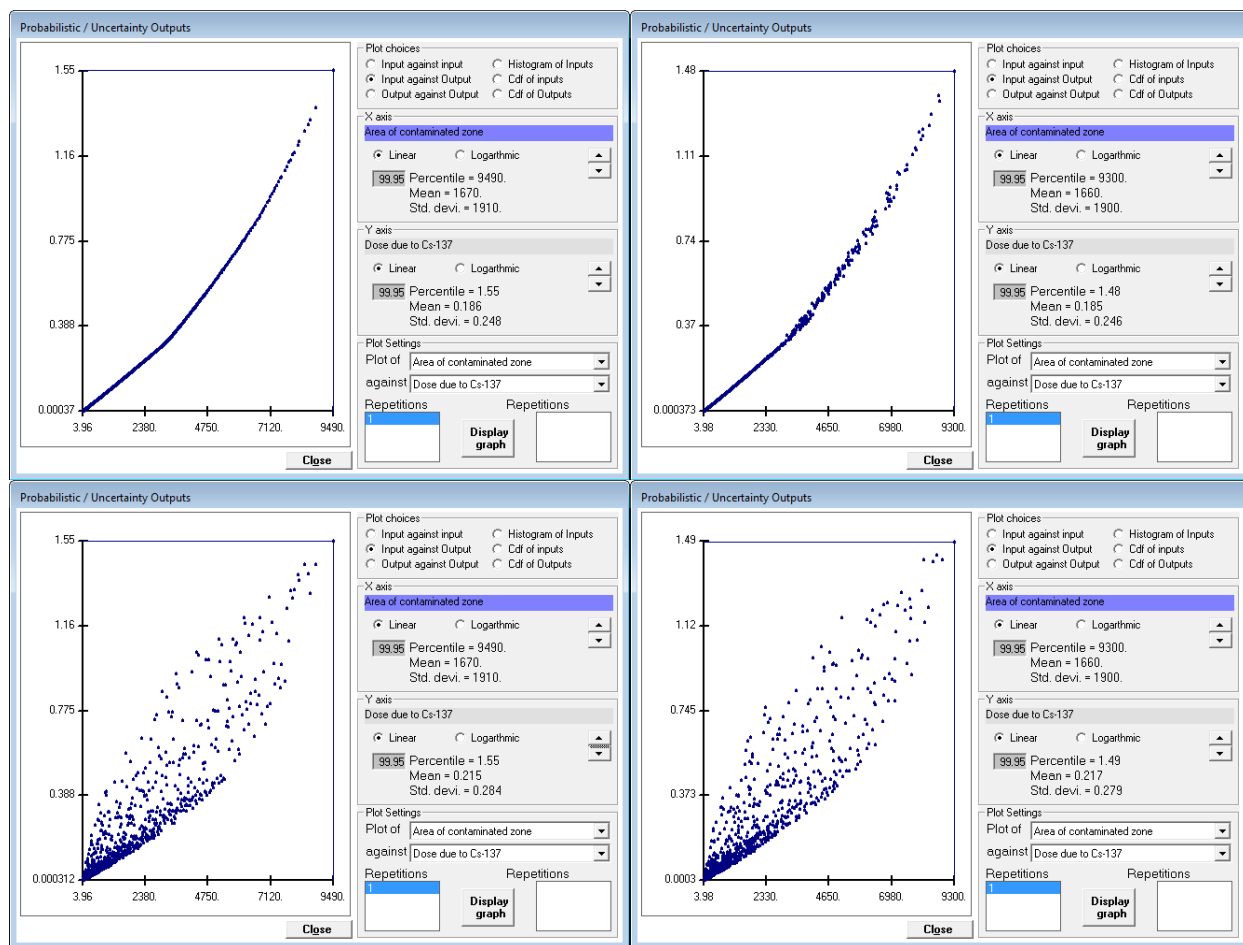 Probabilistic / Uncertainty Outputs
1.55
1.16
0.775
0.388
0.00037
3.96 2380. 4750. 7120. 9490.
Plot choices
Input against input Histogram of Inputs
Input against Output Cdf of inputs
Output against Output Cdf of Outputs
X axis
Area of contaminated zone
Linear Logarithmic
99.95 Percentile = 9490.
Mean = 1670.
Std. devi. = 1910.
Y axis
Dose due to Cs-137
Linear Logarithmic
99.95 Percentile = 1.55
Mean = 0.186
Std. devi. = 0.248
Plot Settings
Plot of Area of contaminated zone
against Dose due to Cs-137
Repetitions Repetitions
1
Display
graph
Close
Probabilistic / Uncertainty Outputs
1.48
1.11
0.74
0.37
0.000373
3.98 2330. 4650. 6980. 9300.
Plot choices
Input against input Histogram of Inputs
Input against Output Cdf of inputs
Output against Output Cdf of Outputs
X axis
Area of contaminated zone
Linear Logarithmic
99.95 Percentile = 9300.
Mean = 1660.
Std. devi. = 1900.
Y axis
Dose due to Cs-137
Linear Logarithmic
99.95 Percentile = 1.48
Mean = 0.185
Std. devi. = 0.246
Plot Settings
Plot of Area of contaminated zone
against Dose due to Cs-137
Repetitions Repetitions
1
Display
graph
Close
Probabilistic / Uncertainty Outputs
1.55
1.16
0.775
0.388
0.000312
3.96 2380. 4750. 7120. 9490.
Plot choices
Input against input Histogram of Inputs
Input against Output Cdf of inputs
Output against Output Cdf of Outputs
X axis
Area of contaminated zone
Linear Logarithmic
99.95 Percentile = 9490.
Mean = 1670.
Std. devi. = 1910.
Y axis
Dose due to Cs-137
Linear Logarithmic
99.95 Percentile = 1.55
Mean = 0.215
Std. devi. = 0.284
Plot Settings
Plot of Area of contaminated zone
against Dose due to Cs-137
Repetitions Repetitions
1
Display
graph
Close
Probabilistic / Uncertainty Outputs
1.49
1.12
0.745
0.373
0.0003
3.98 2330. 4650. 6980. 9300.
Plot choices
Input against input Histogram of Inputs
Input against Output Cdf of inputs
Output against Output Cdf of Outputs
X axis
Area of contaminated zone
Linear Logarithmic
99.95 Percentile = 9300.
Mean = 1660.
Std. devi. = 1900.
Y axis
Dose due to Cs-137
Linear Logarithmic
99.95 Percentile = 1.49
Mean = 0.217
Std. devi. = 0.279
Plot Settings
Plot of Area of contaminated zone
against Dose due to Cs-137
Repetitions Repetitions
1
Display
graph
Close